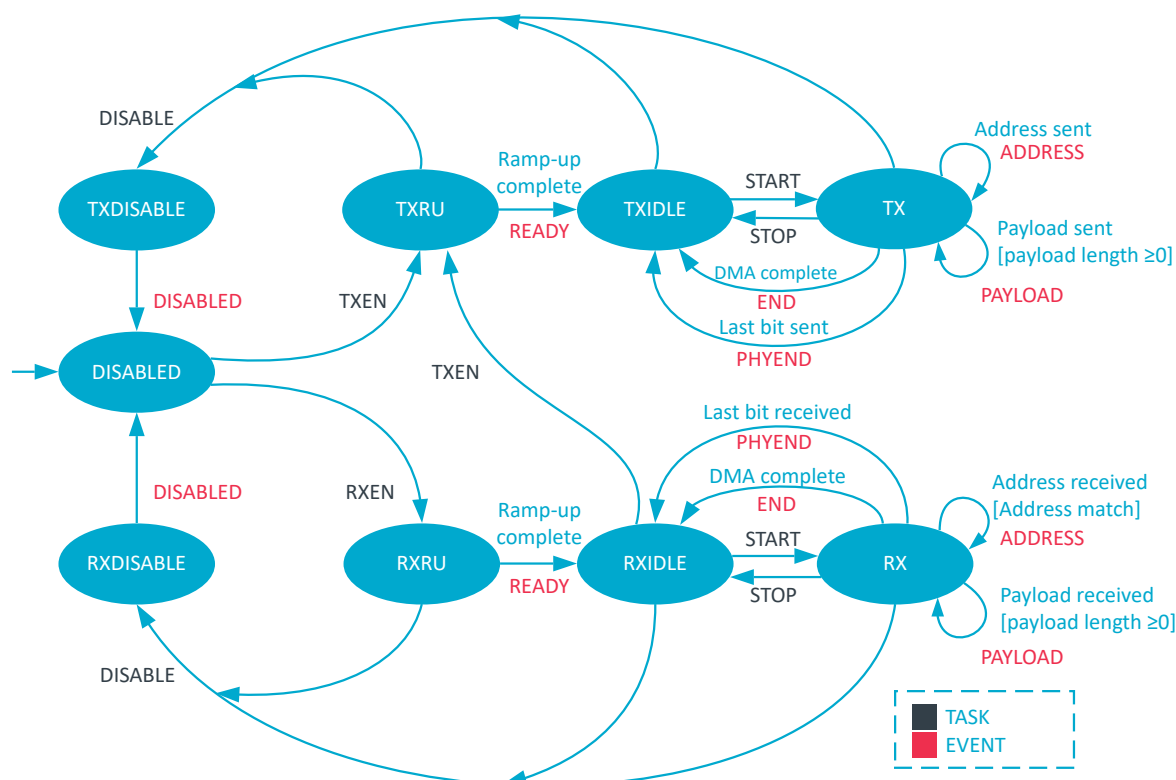 DISABLE
Address sent
ADDRESS
Ramp-up
complete
READY
START
STOP
TXDISABLE
TXRU
TXIDLE
TX
Payload sent
[payload length ≥0]
PAYLOAD
DMA complete
END
Last bit sent
PHYEND
DISABLED
TXEN
DISABLED
TXEN
Last bit received
PHYEND
DMA complete
END
DISABLED
RXEN
Address received
[Address match]
ADDRESS
Ramp-up
complete
READY
START
STOP
RXDISABLE
RXRU
RXIDLE
RX
Payload received
[payload length ≥0]
PAYLOAD
DISABLE
TASK
EVENT